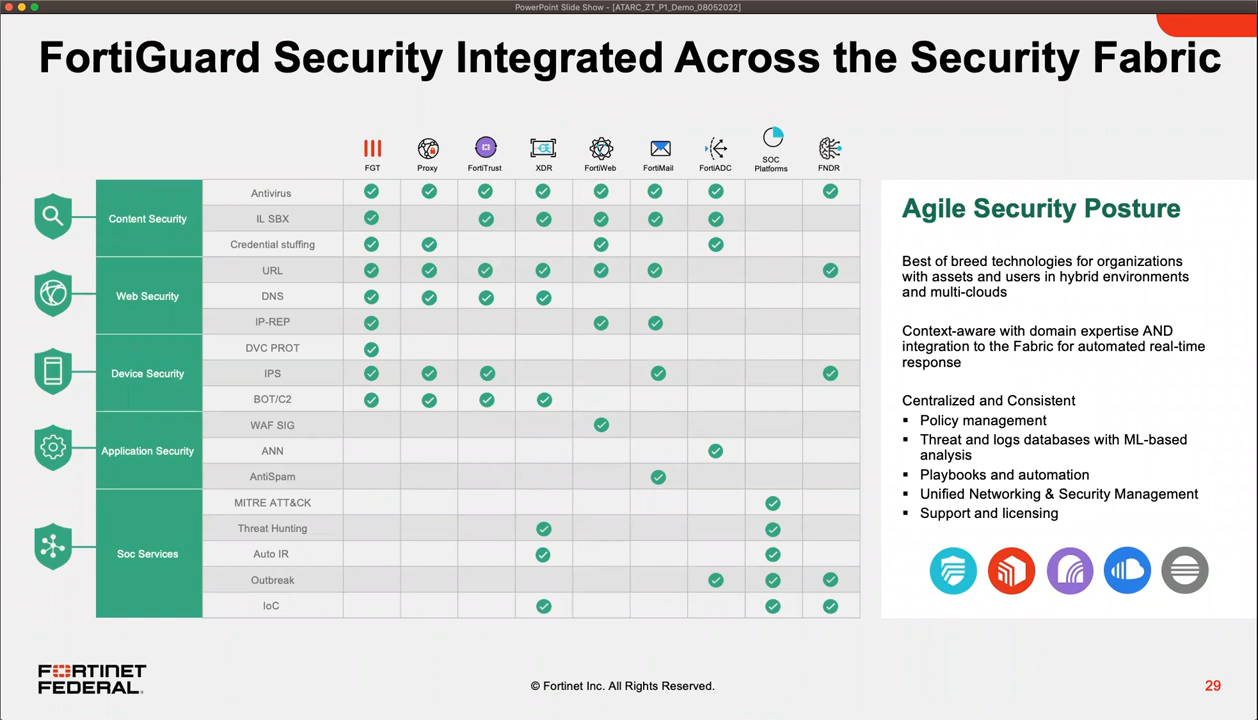 PowerPoint Slide Show - [ATARC_ZT_P1_Demo_08052022]
FortiGuard Security Integrated Across the Security Fabric
FGT
Proxy
FortiTrust
XDR
FortiWeb
FortiMail
FortiADC
SOC
Platforms
FNDR
Content Security
Antivirus
IL SBX
Credential stuffing
Web Security
URL
DNS
IP-REP
Device Security
DVC PROT
IPS
BOT/C2
Application Security
WAF SIG
ANN
AntiSpam
Soc Services
MITRE ATT&CK
Threat Hunting
Auto IR
Outbreak
IoC
Agile Security Posture
Best of breed technologies for organizations
with assets and users in hybrid environments
and multi-clouds
Context-aware with domain expertise AND
integration to the Fabric for automated real-time
response
Centralized and Consistent
▪ Policy management
▪ Threat and logs databases with ML-based
analysis
▪ Playbooks and automation
▪ Unified Networking & Security Management
▪ Support and licensing
FORTINET
FEDERAL
© Fortinet Inc. All Rights Reserved.
29